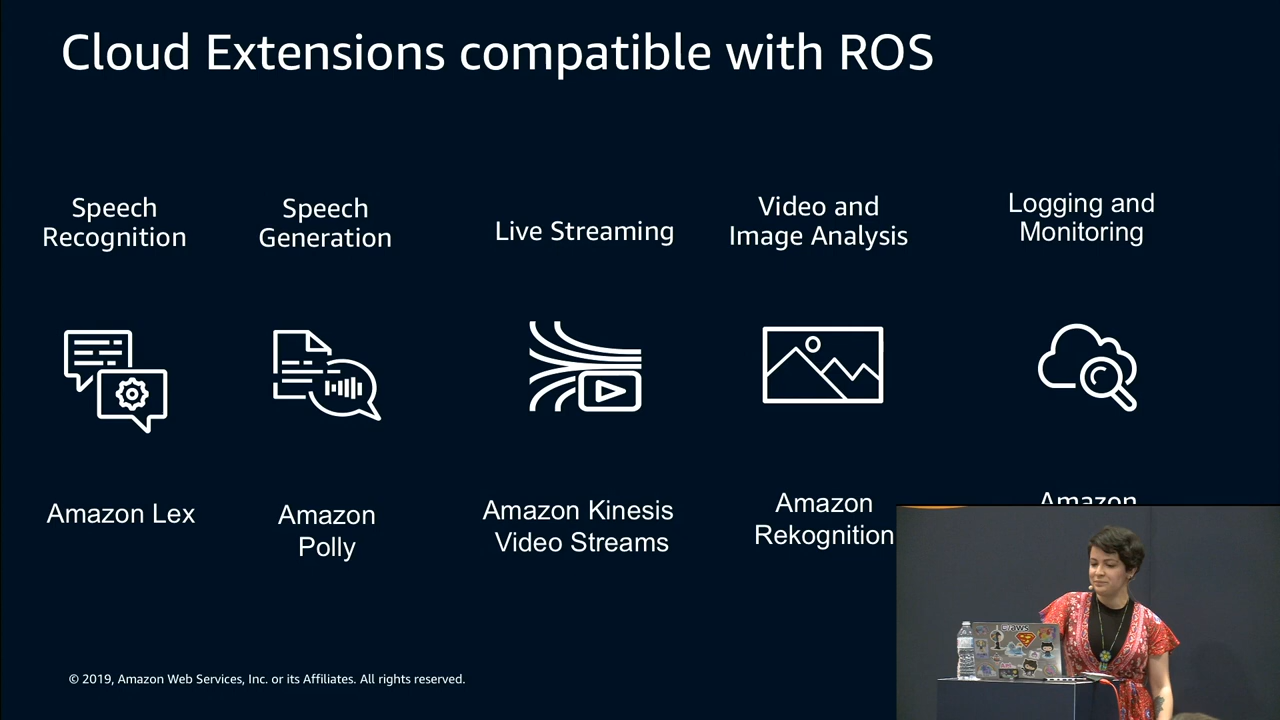 Cloud Extensions compatible with ROS
Speech
Recognition
Speech
Generation
Live Streaming
Video and
Image Analysis
Logging and
Monitoring
Amazon Lex
Amazon
Polly
Amazon Kinesis
Video Streams
Amazon
Rekognition
Amazon
aws
© 2019, Amazon Web Services, Inc. or its Affiliates. All rights reserved.